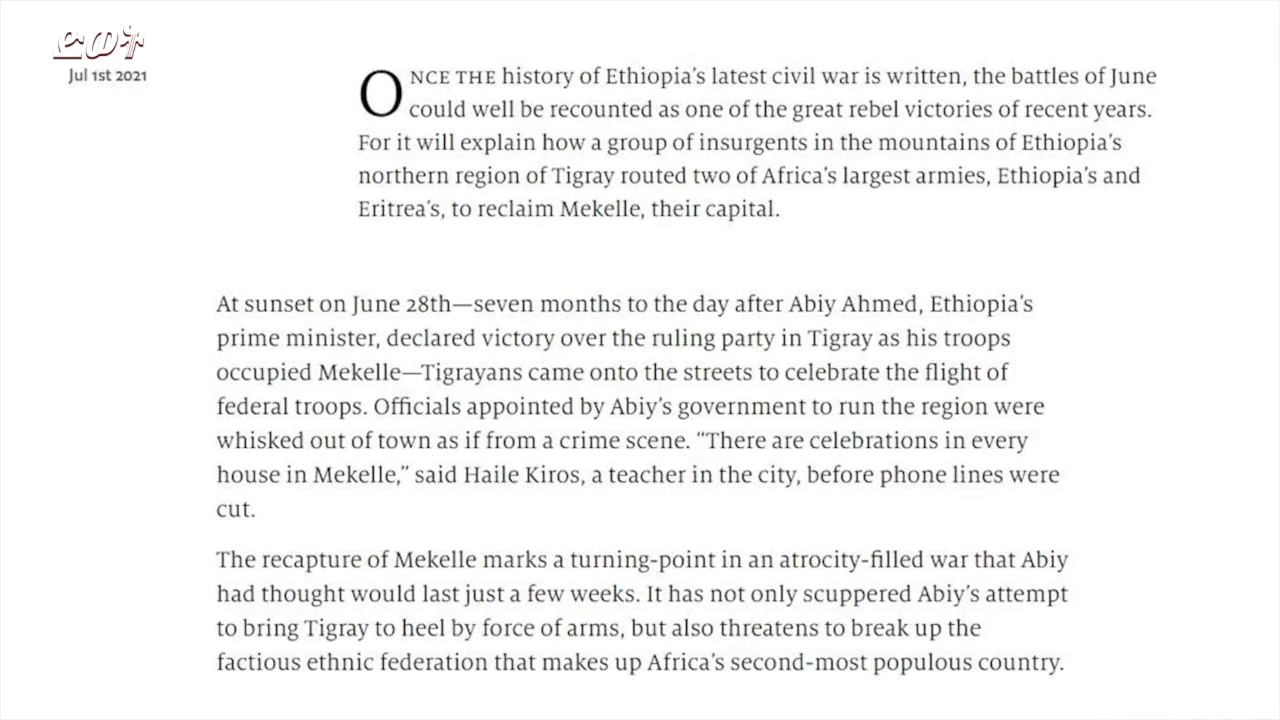 Jul 1st 2021
ONCE THE history of Ethiopia's latest civil war is written, the battles of June
could well be recounted as one of the great rebel victories of recent years.
For it will explain how a group of insurgents in the mountains of Ethiopia's
northern region of Tigray routed two of Africa's largest armies, Ethiopia's and
Eritrea's, to reclaim Mekelle, their capital.
At sunset on June 28th—seven months to the day after Abiy Ahmed, Ethiopia's
prime minister, declared victory over the ruling party in Tigray as his troops
occupied Mekelle—Tigrayans came onto the streets to celebrate the flight of
federal troops. Officials appointed by Abiy's government to run the region were
whisked out of town as if from a crime scene. “There are celebrations in every
house in Mekelle,” said Haile Kiros, a teacher in the city, before phone lines were
cut.
The recapture of Mekelle marks a turning-point in an atrocity-filled war that Abiy
had thought would last just a few weeks. It has not only scuppered Abiy's attempt
to bring Tigray to heel by force of arms, but also threatens to break up the
factious ethnic federation that makes up Africa's second-most populous country.